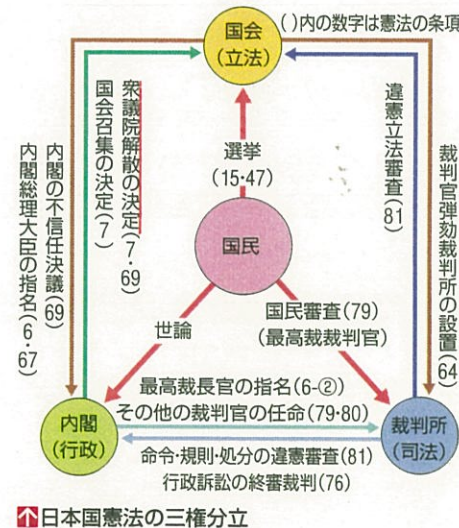 国会
(立法)
( )内の数字は憲法の条項
選挙
(15・47)
国民
世論
国民審査(79)
(最高裁裁判官)
衆議院解散の決定(7・69)
国会召集の決定(7)
内閣の不信任決議(69)
内閣総理大臣の指名(6・67)
違憲立法審査(81)
裁判官弾劾裁判所の設置(64)
最高裁長官の指名(6-②)
その他の裁判官の任命(79・80)
内閣
(行政)
裁判所
(司法)
命令・規則・処分の違憲審査(81)
行政訴訟の終審裁判(76)
日本国憲法の三権分立